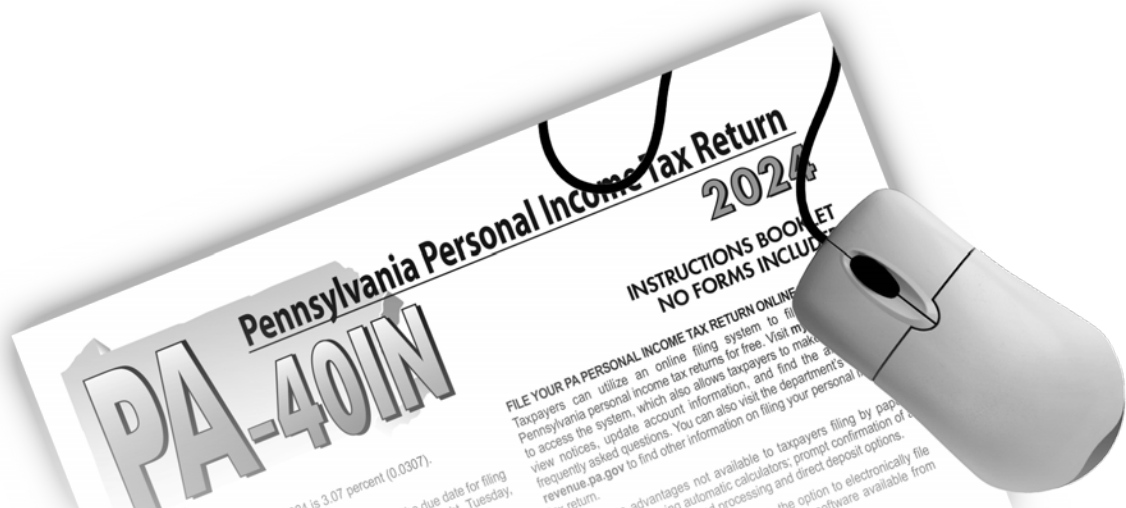 Pennsylvania Personal Income Tax Return
2024
PA-40IN
INSTRUCTIONS BOOKLET
NO FORMS INCLUDED
FILE YOUR PA PERSONAL INCOME TAX RETURN ONLINE
Taxpayers can utilize an online filing system to
Pennsylvania personal income tax returns for free. Visit
to access the system, which also allows taxpayers to make
view notices, update account information, and find the
frequently asked questions. You can also visit the department's
revenue.pa.gov to find other information on filing your personal
return.
advantages not available to taxpayers filing by
automatic calculators; prompt confirmation of
processing and direct deposit options.
the option to electronically file
available from
is 3.07 percent (0.0307).
due date for filing
Tuesday,